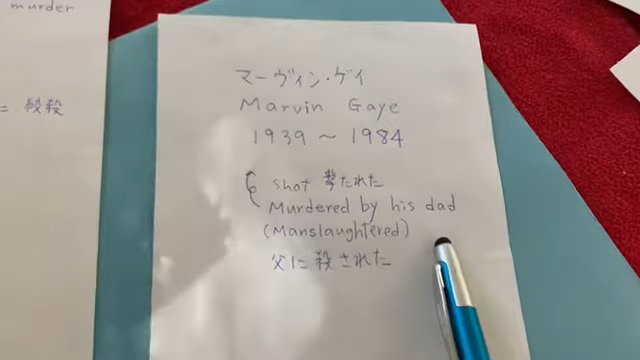 murder
= 絞殺
マーヴィン・ゲイ
Marvin Gaye
1939 ~ 1984
shot 撃たれた
Murdered by his dad
(Manslaughtered)
父に殺された